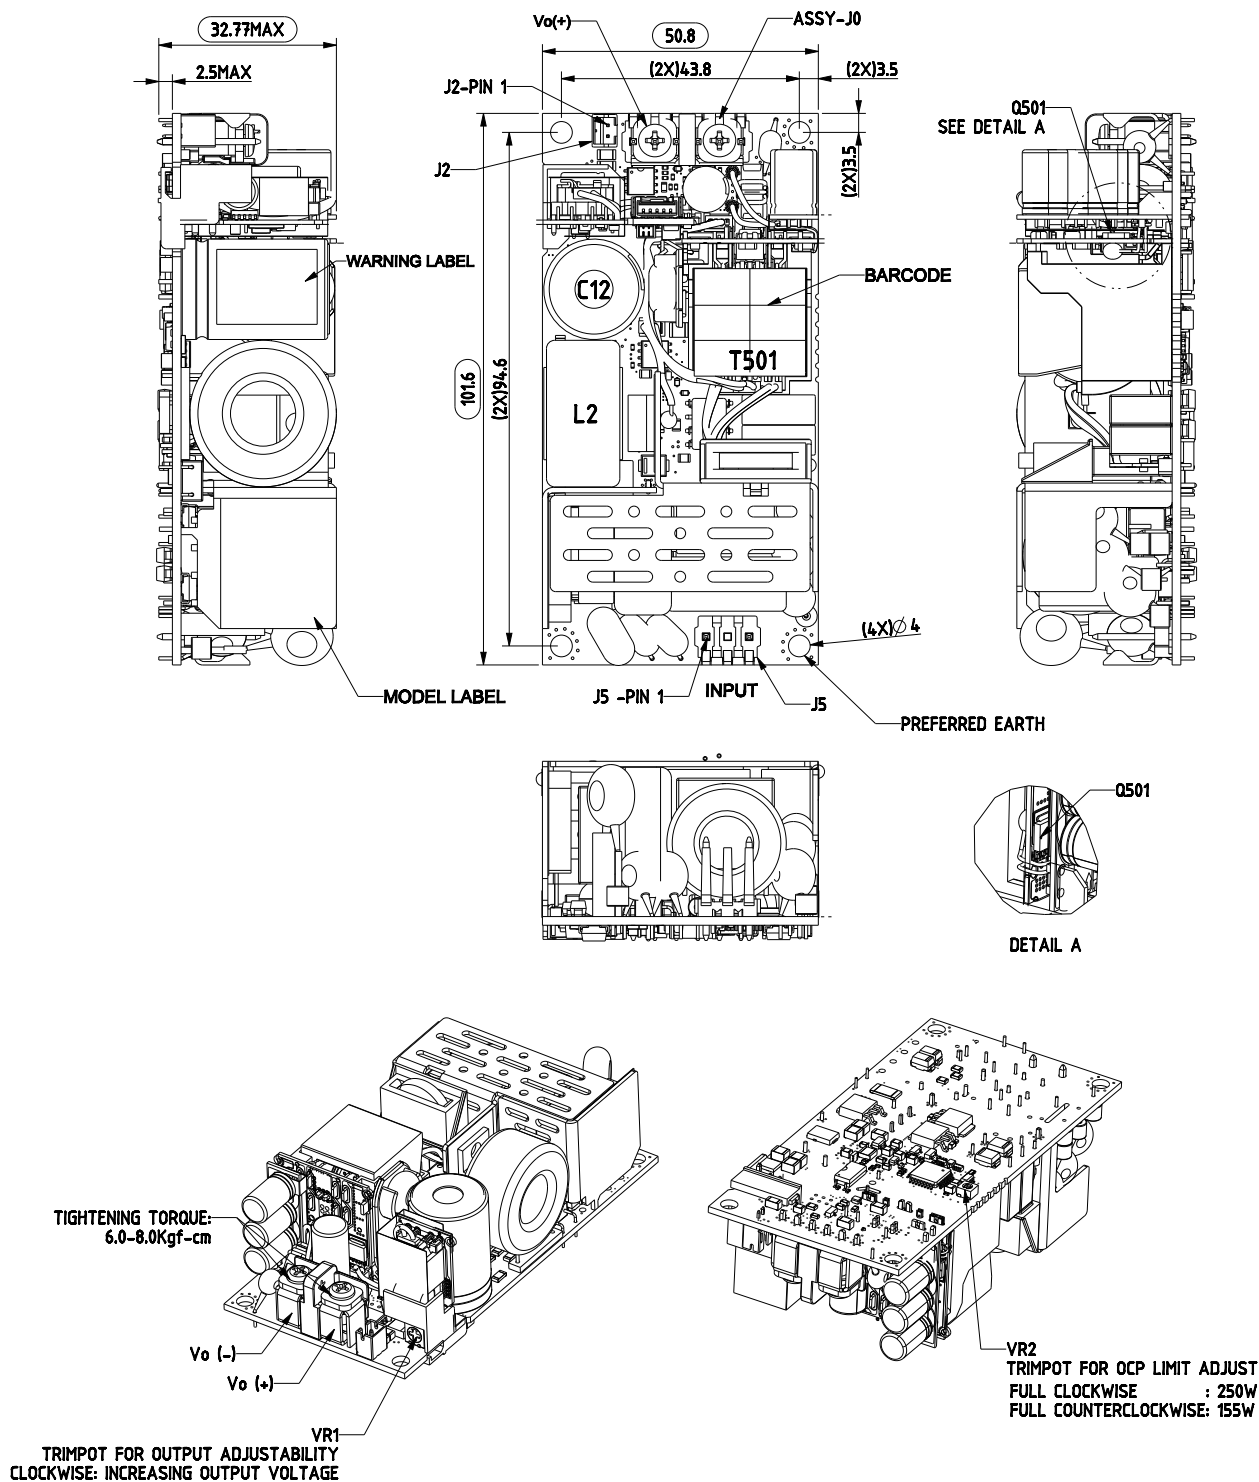 32.77MAX
2.5MAX
Vo(+)
ASSY-J0
50.8
(2X)43.8
(2X)3.5
J2-PIN 1
J2
(2X)3.5
Q501
SEE DETAIL A
WARNING LABEL
C12
BARCODE
T501
101.6
(2X)94.6
L2
(4X)Ø 4
MODEL LABEL
J5 -PIN 1
INPUT
J5
PREFERRED EARTH
Q501
DETAIL A
TIGHTENING TORQUE:
6.0-8.0Kgf-cm
Vo (-)
Vo (+)
VR1
TRIMPOT FOR OUTPUT ADJUSTABILITY
CLOCKWISE: INCREASING OUTPUT VOLTAGE
VR2
TRIMPOT FOR OCP LIMIT ADJUST
FULL CLOCKWISE : 250W
FULL COUNTERCLOCKWISE: 155W